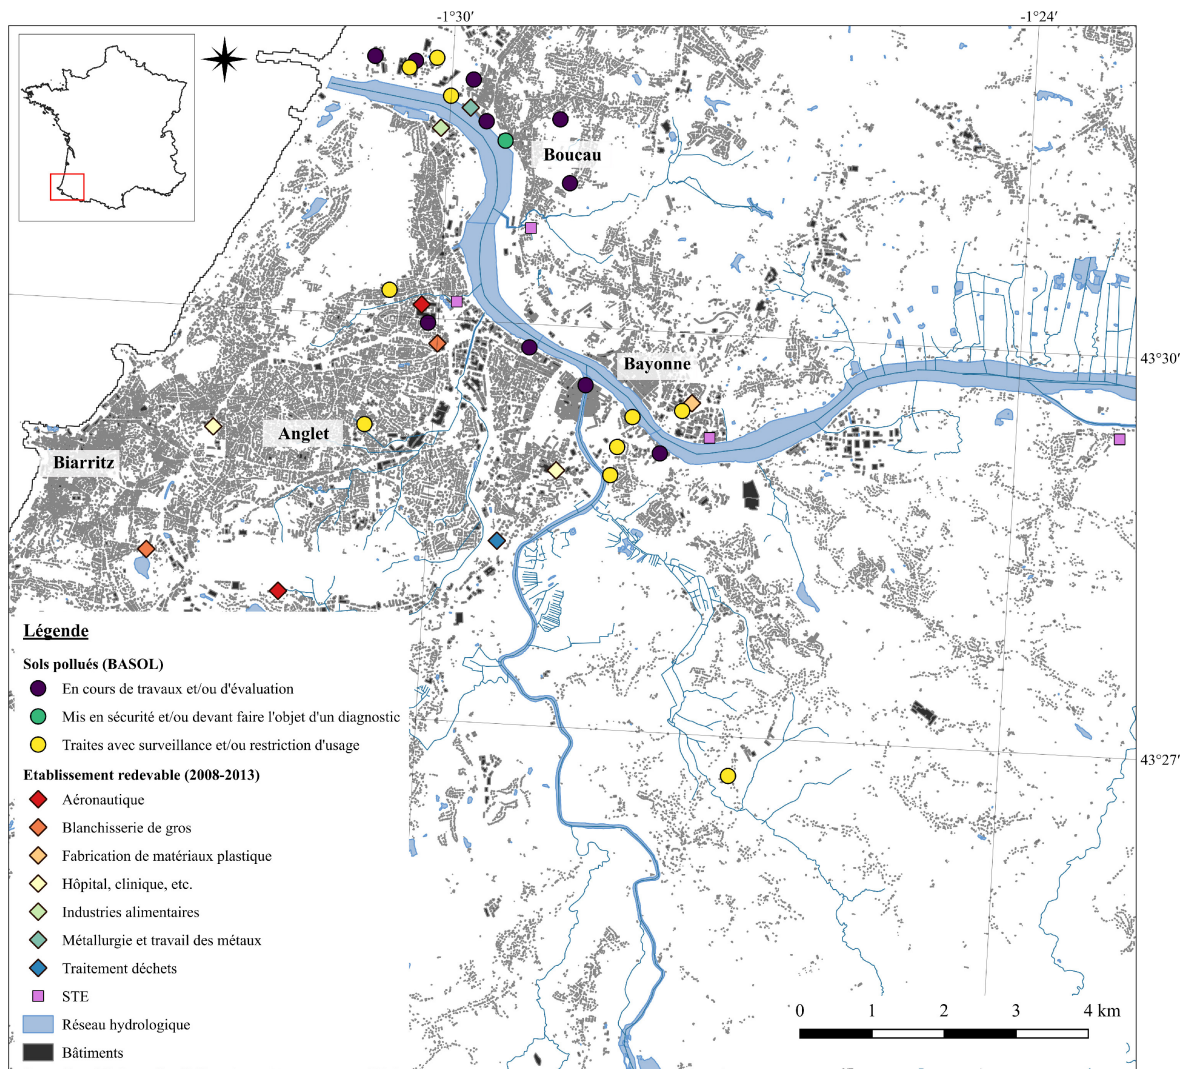 -1°30'
-1°24'
Boucau
43°30'
Bayonne
Anglet
Biarritz
Légende
Sols pollués (BASOL)
En cours de travaux et/ou d'évaluation
Mis en sécurité et/ou devant faire l'objet d'un diagnostic
Traites avec surveillance et/ou restriction d'usage
43°27'
Etablissement redevable (2008-2013)
Aéronautique
Blanchisserie de gros
Fabrication de matériaux plastique
Hôpital, clinique, etc.
Industries alimentaires
Métallurgie et travail des métaux
Traitement déchets
STE
Réseau hydrologique
Bâtiments
0 1 2 3 4 km